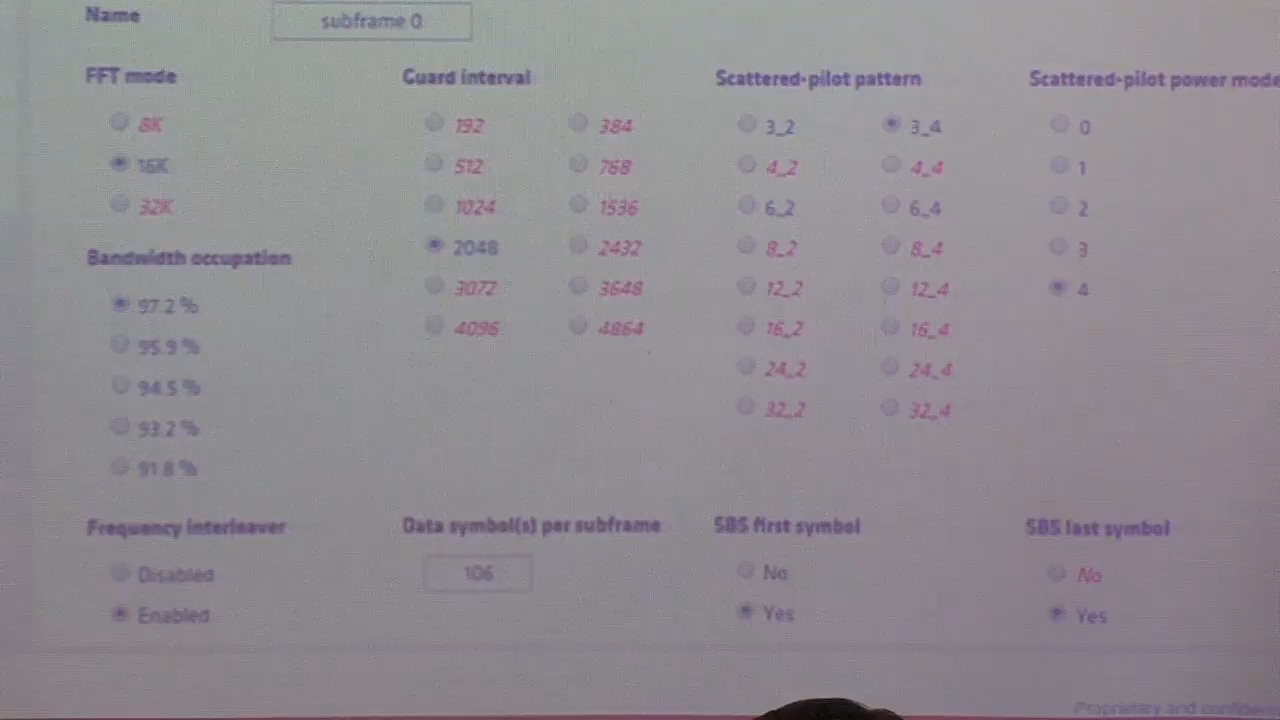 Name subframe 0
FFT mode Guard interval Scattered-pilot pattern Scattered-pilot power mode
8K 192 384 3_2 3_4 0
16K 512 768 4_2 4_4 1
32K 1024 1536 6_2 6_4 2
Bandwidth occupation 2048 2432 8_2 8_4 3
97.2 % 3072 3648 12_2 12_4 4
95.9 % 4096 4864 16_2 16_4
94.5 % 24_2 24_4
93.2 % 32_2 32_4
91.8 %
Frequency interleaver Data symbol(s) per subframe SBS first symbol SBS last symbol
Disabled 106 No No
Enabled Yes Yes
Proprietary and